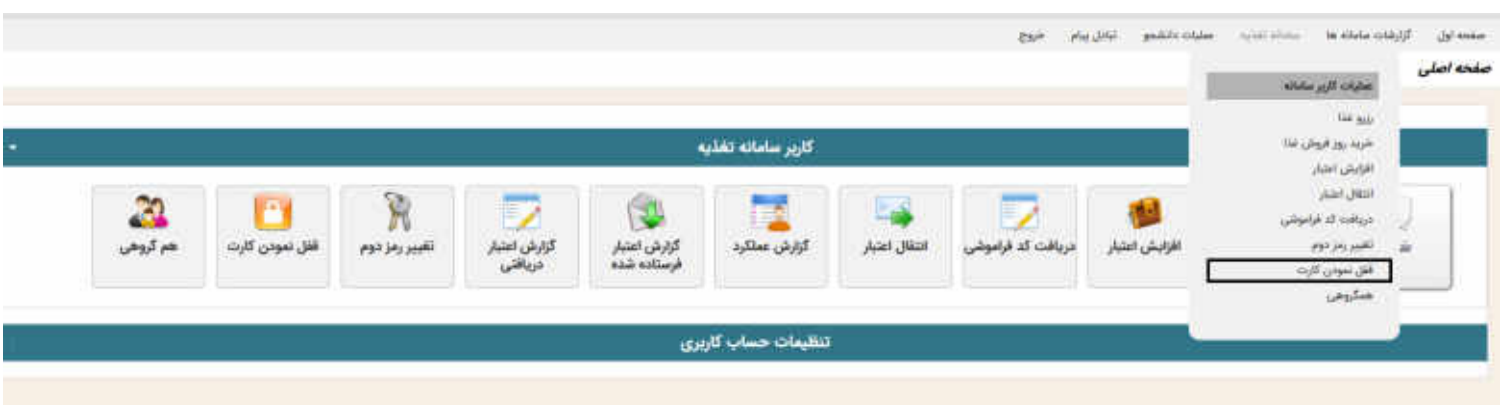 صفحه اول گزارشات سامانه ها سامانه تغذیه عملیات دانشجو تبادل پیام خروج
صفحه اصلی
عملیات کاربر سامانه
رزرو غذا
خرید روز فروش غذا
افزایش اعتبار
انتقال اعتبار
دریافت کد فراموشی
تغییر رمز دوم
قفل نمودن کارت
همگروهی
کاربر سامانه تغذیه
افزایش اعتبار
دریافت کد فراموشی
انتقال اعتبار
گزارش عملکرد
گزارش اعتبار
فرستاده شده
گزارش اعتبار
دریافتی
تغییر رمز دوم
قفل نمودن کارت
هم گروهی
تنظیمات حساب کاربری